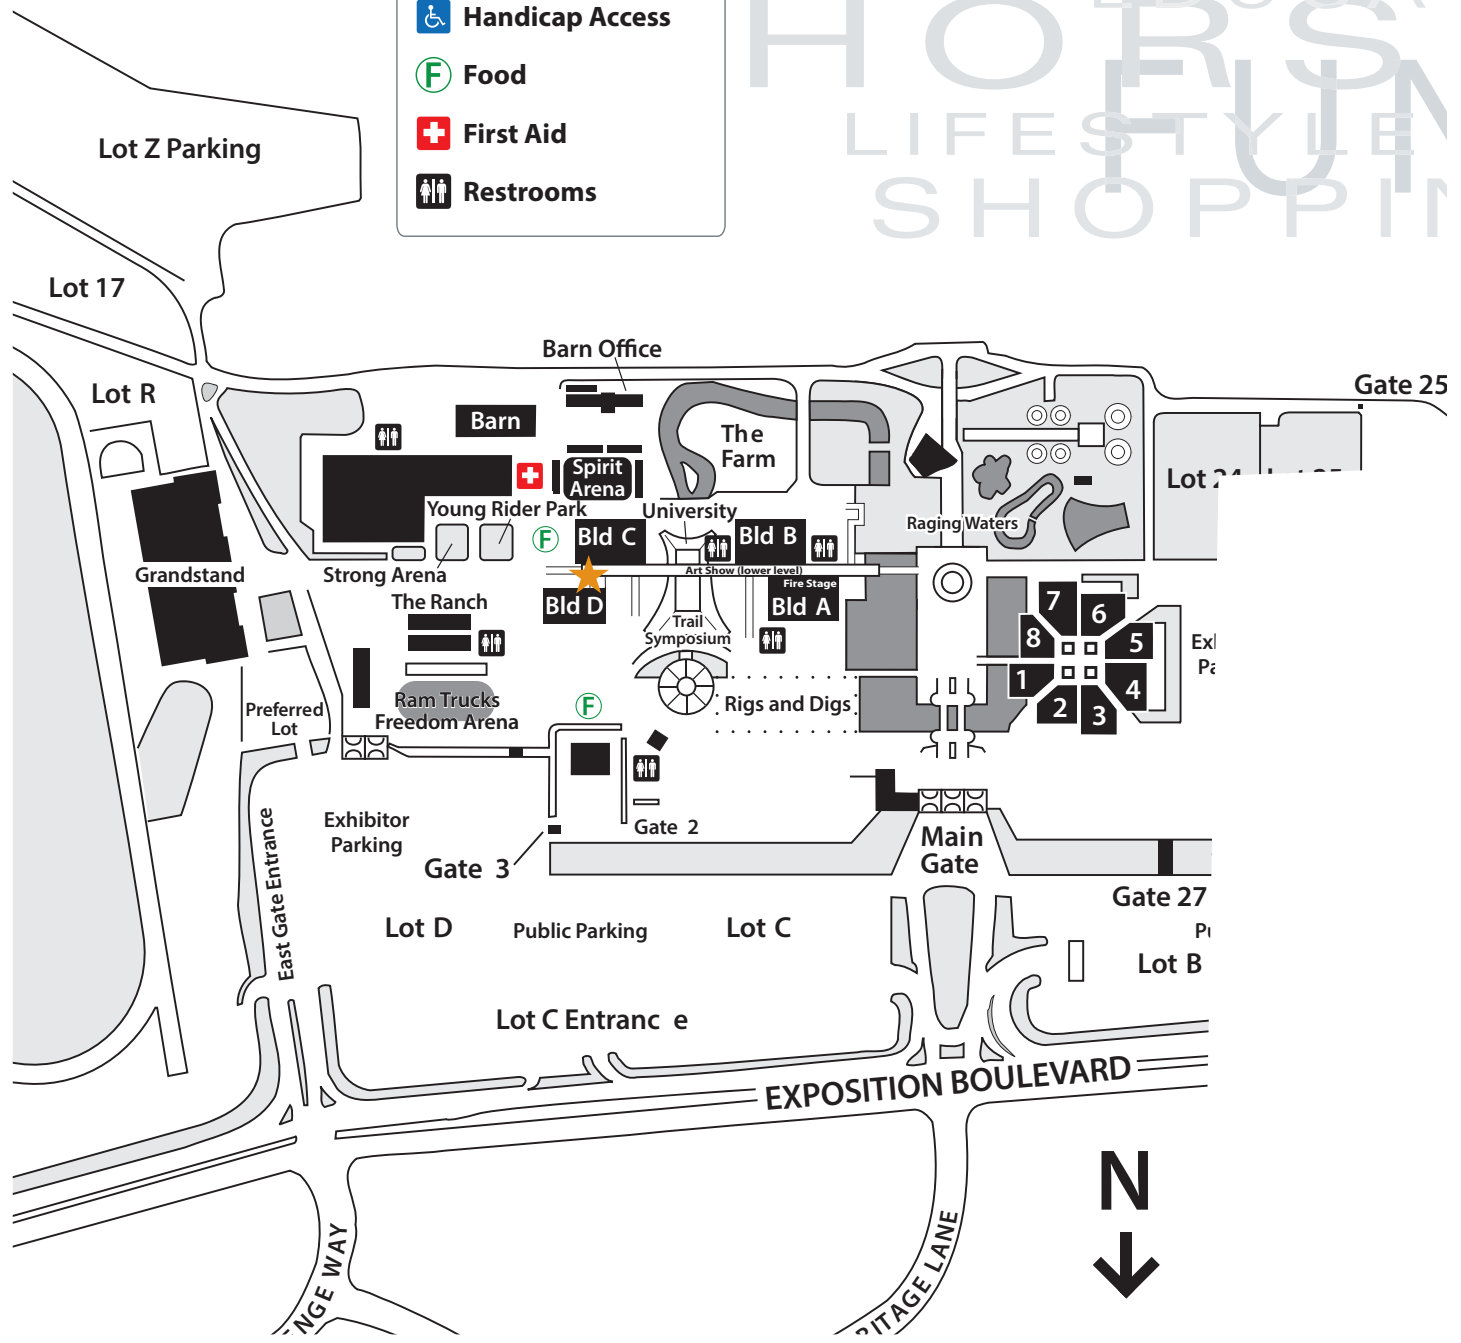 HORS
FUN
LIFESTYLE
SHOPPIN
Handicap Access
F Food
First Aid
Restrooms
Lot Z Parking
Lot 17
Lot R
Barn Office
Gate 25
Barn
The
Farm
Spirit
Arena
Young Rider Park
University
Raging Waters
F
Bld C
Bld B
Grandstand
Strong Arena
Art Show (lower level)
Fire Stage
The Ranch
Bld D
Bld A
Trail
Symposium
7
6
8
5
1
4
2
3
Ram Trucks
Freedom Arena
Preferred
Lot
F
Rigs and Digs
Exhibitor
Parking
Gate 2
Gate 3
Main
Gate
Gate 27
East Gate Entrance
Lot D
Public Parking
Lot C
Lot B
Lot C Entranc e
EXPOSITION BOULEVARD
N